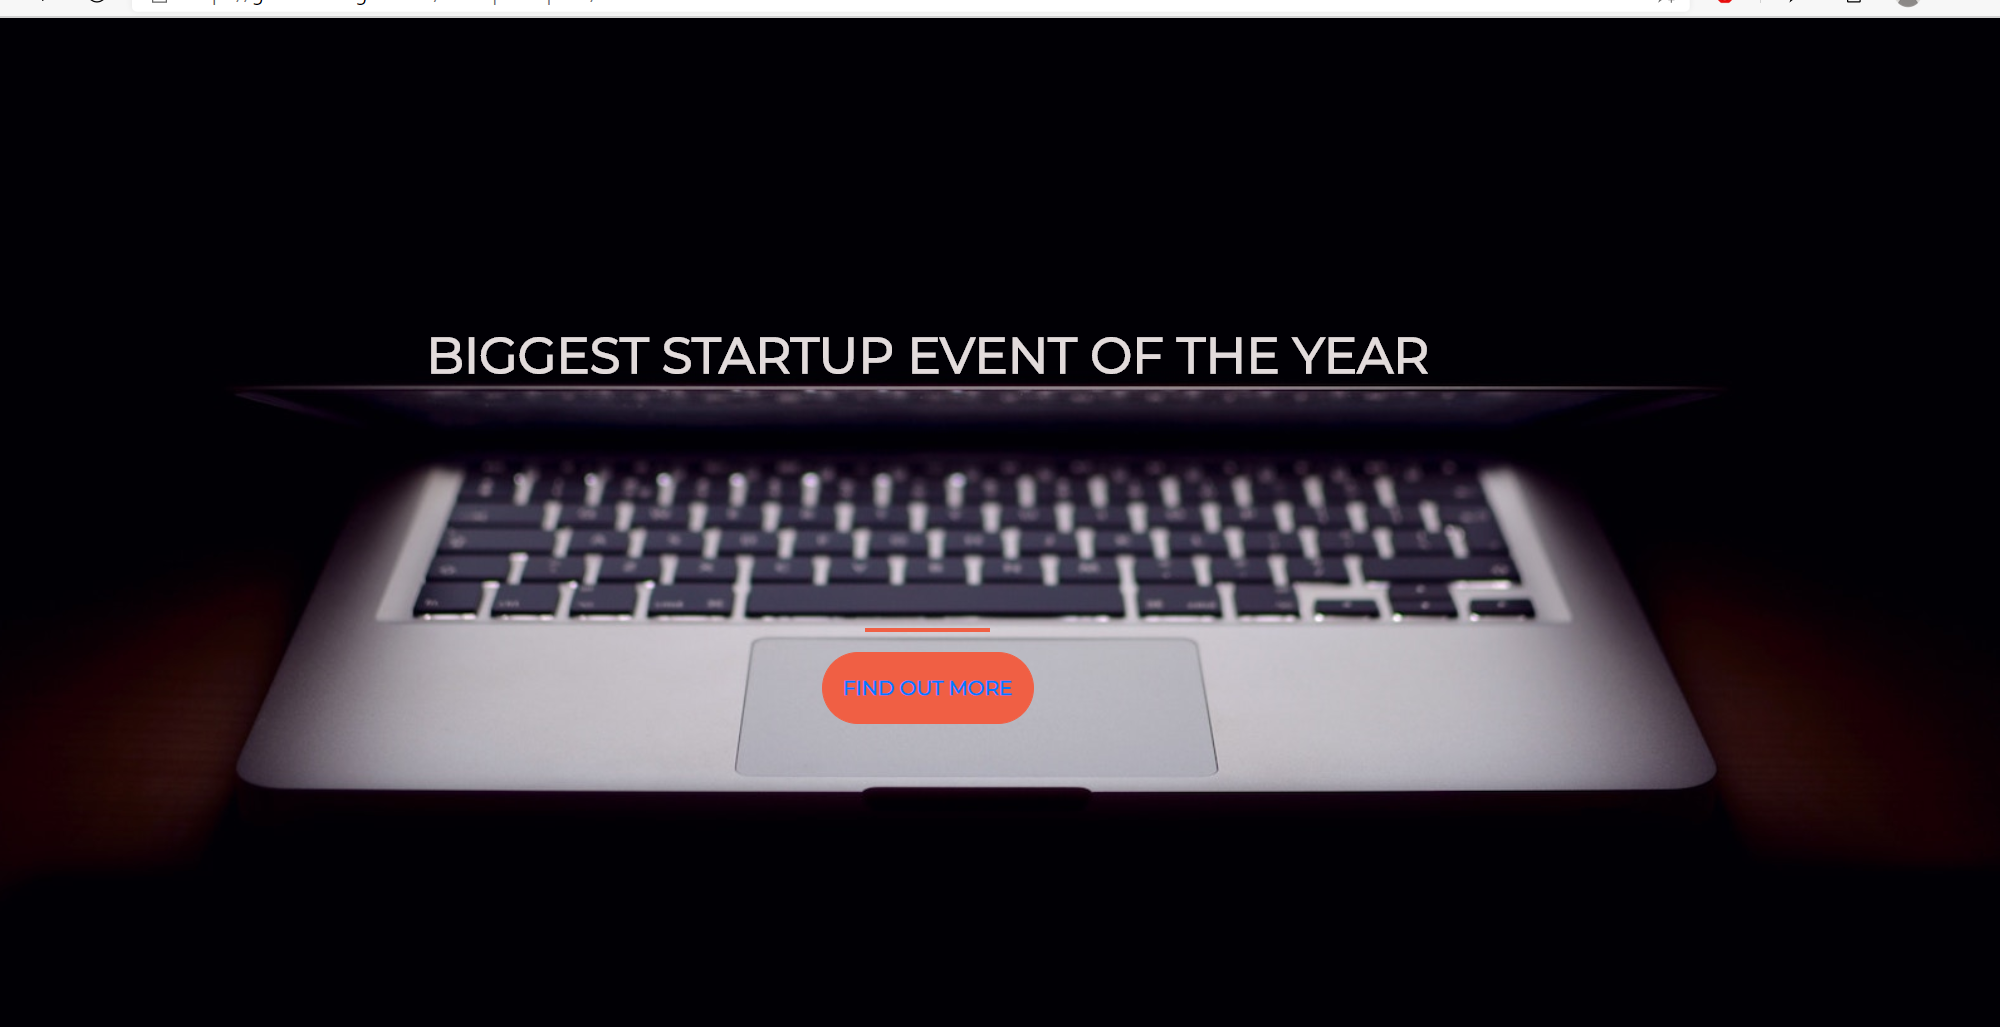 BIGGEST STARTUP EVENT OF THE YEAR
FIND OUT MORE